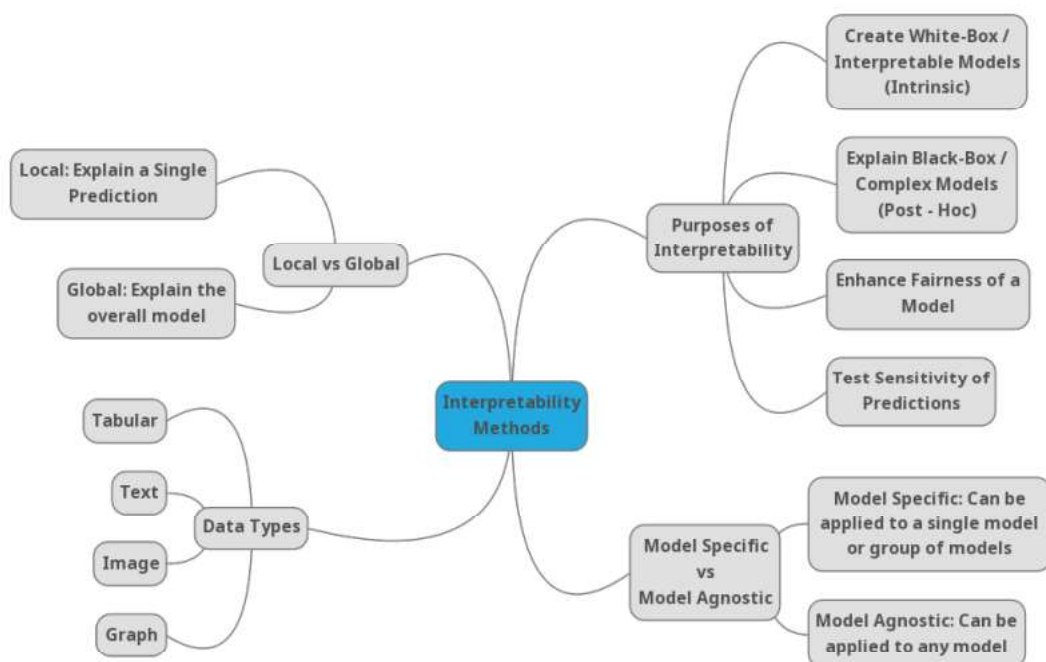 Create White-Box /
Interpretable Models
(Intrinsic)
Local: Explain a Single
Prediction
Explain Black-Box /
Complex Models
(Post - Hoc)
Purposes of
Interpretability
Local vs Global
Global: Explain the
overall model
Enhance Fairness of a
Model
Test Sensitivity of
Predictions
Interpretability
Methods
Tabular
Text
Data Types
Image
Graph
Model Specific
vs
Model Agnostic
Model Specific: Can be
applied to a single model
or group of models
Model Agnostic: Can be
applied to any model